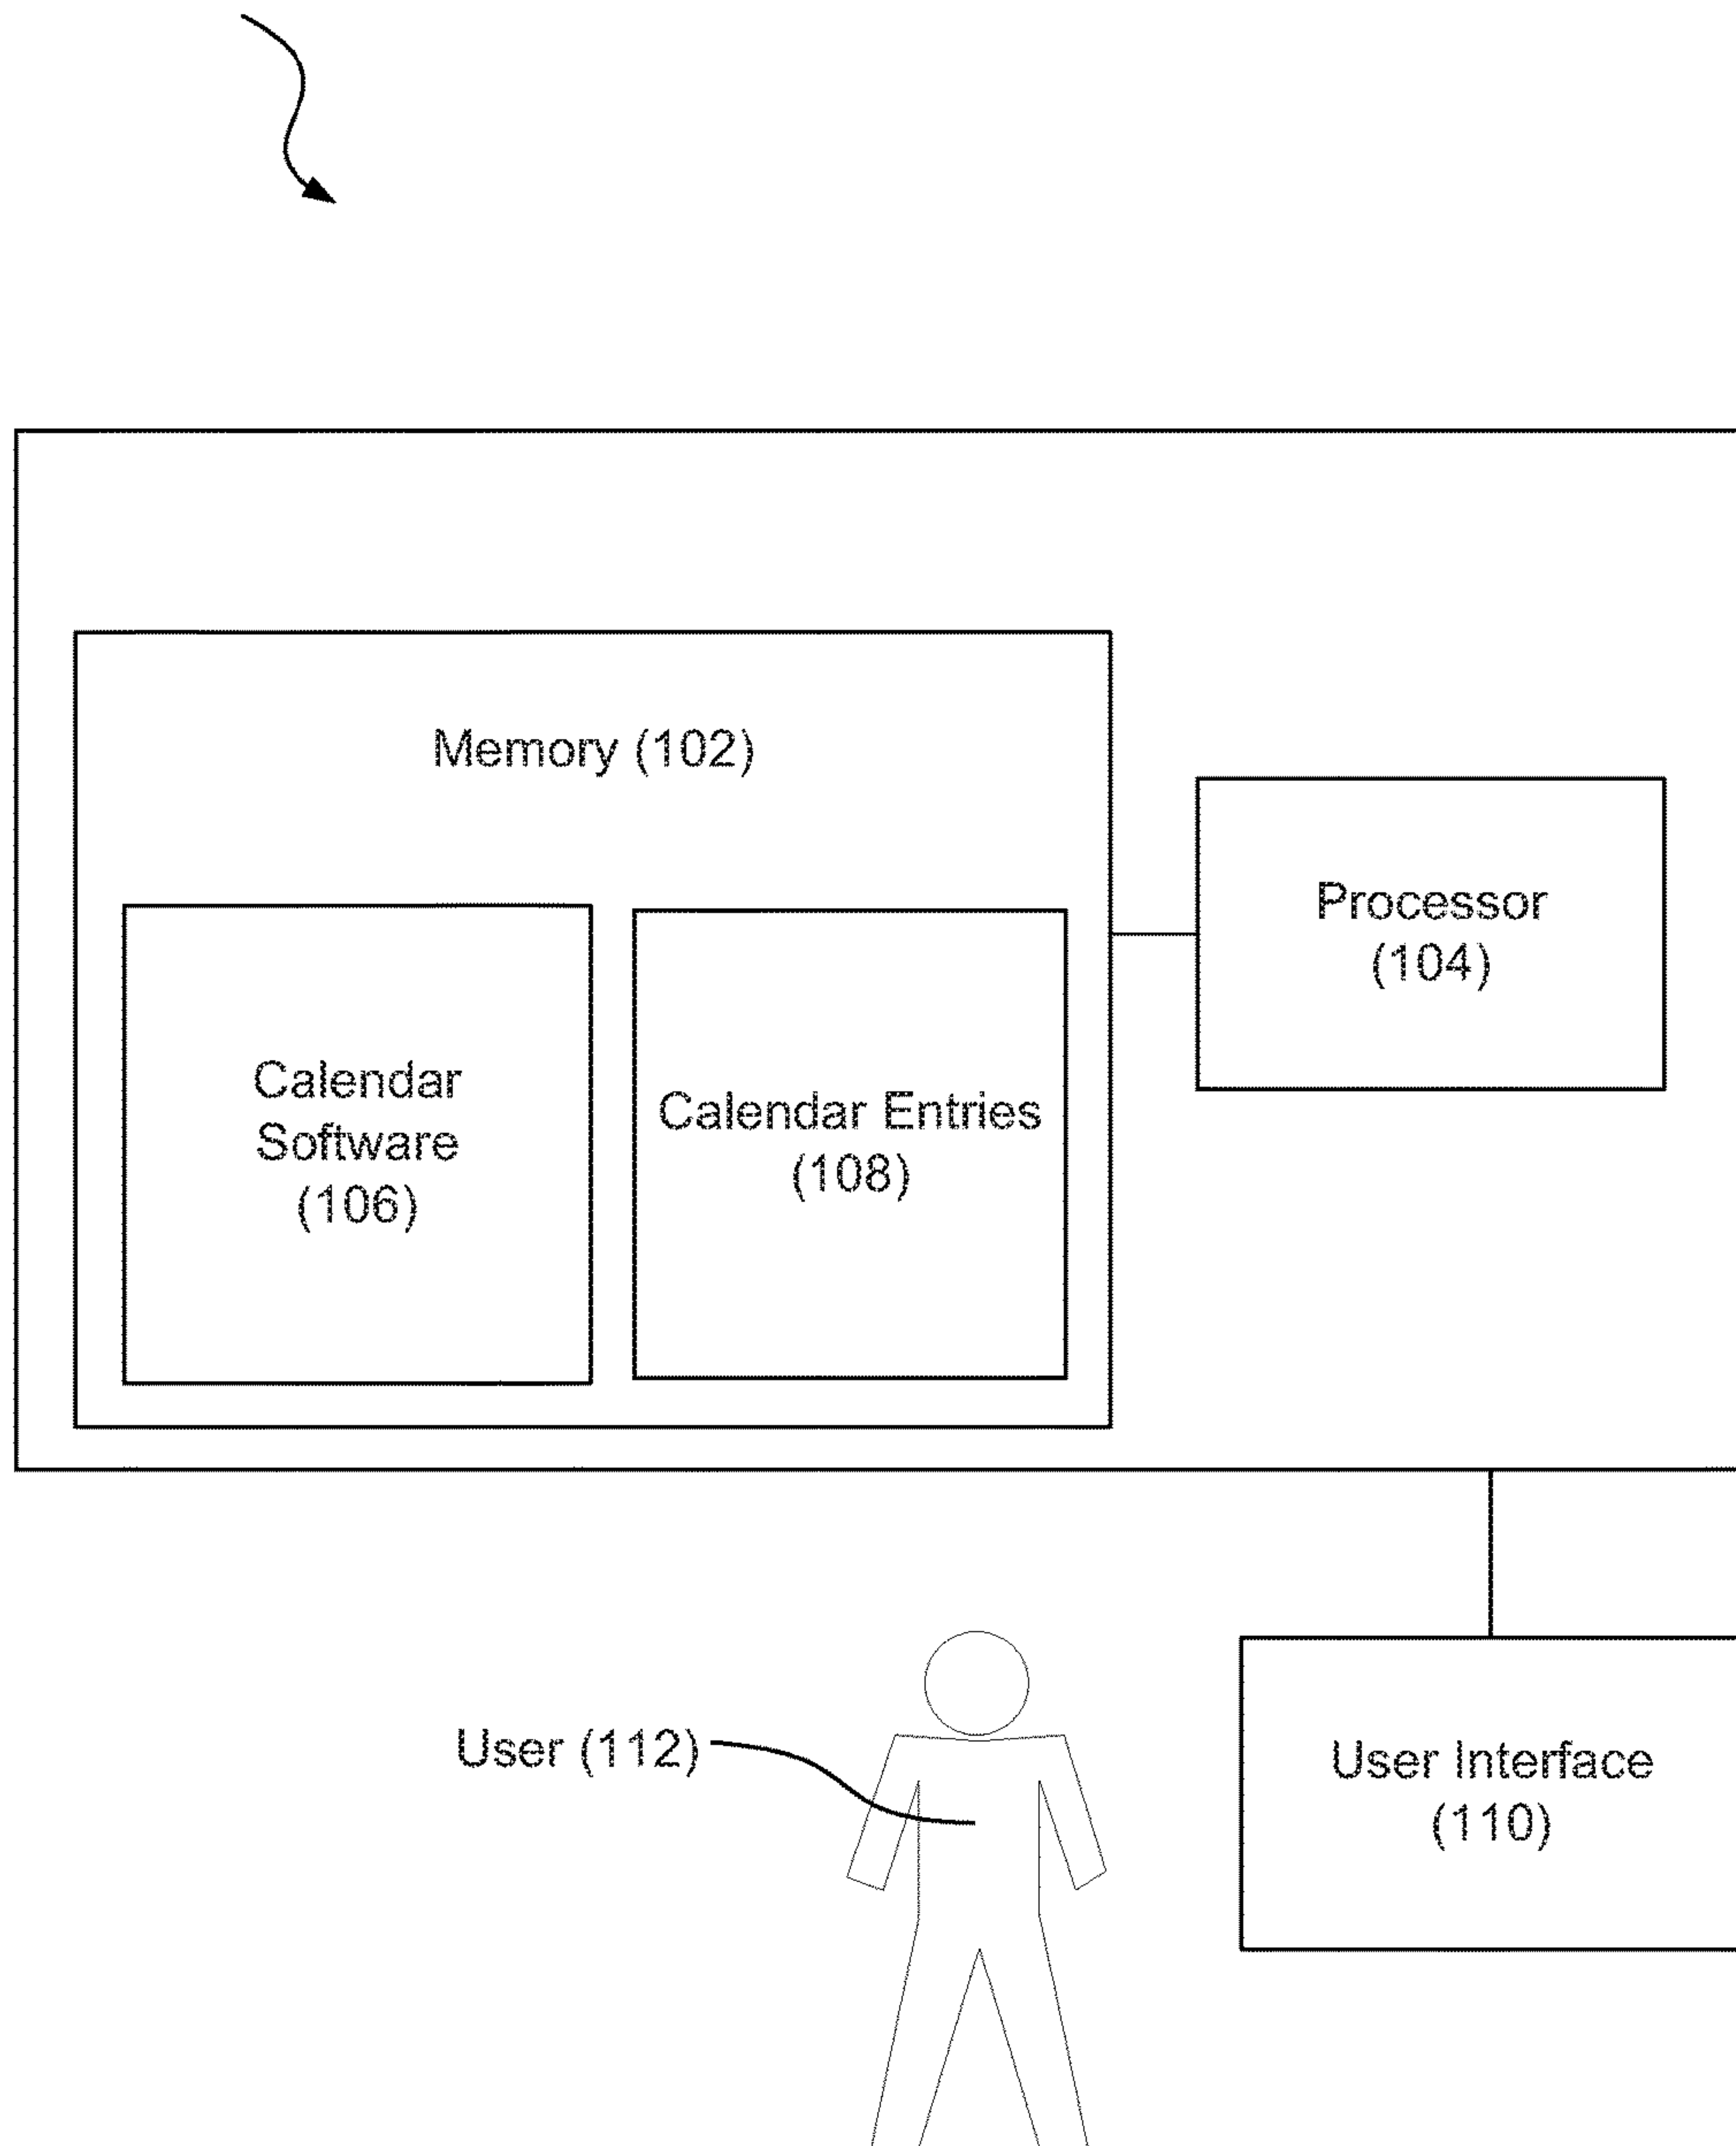 Memory (102)
Processor
(104)
Calendar
Software
(106)
Calendar Entries
(108)
User (112)
User Interface
(110)